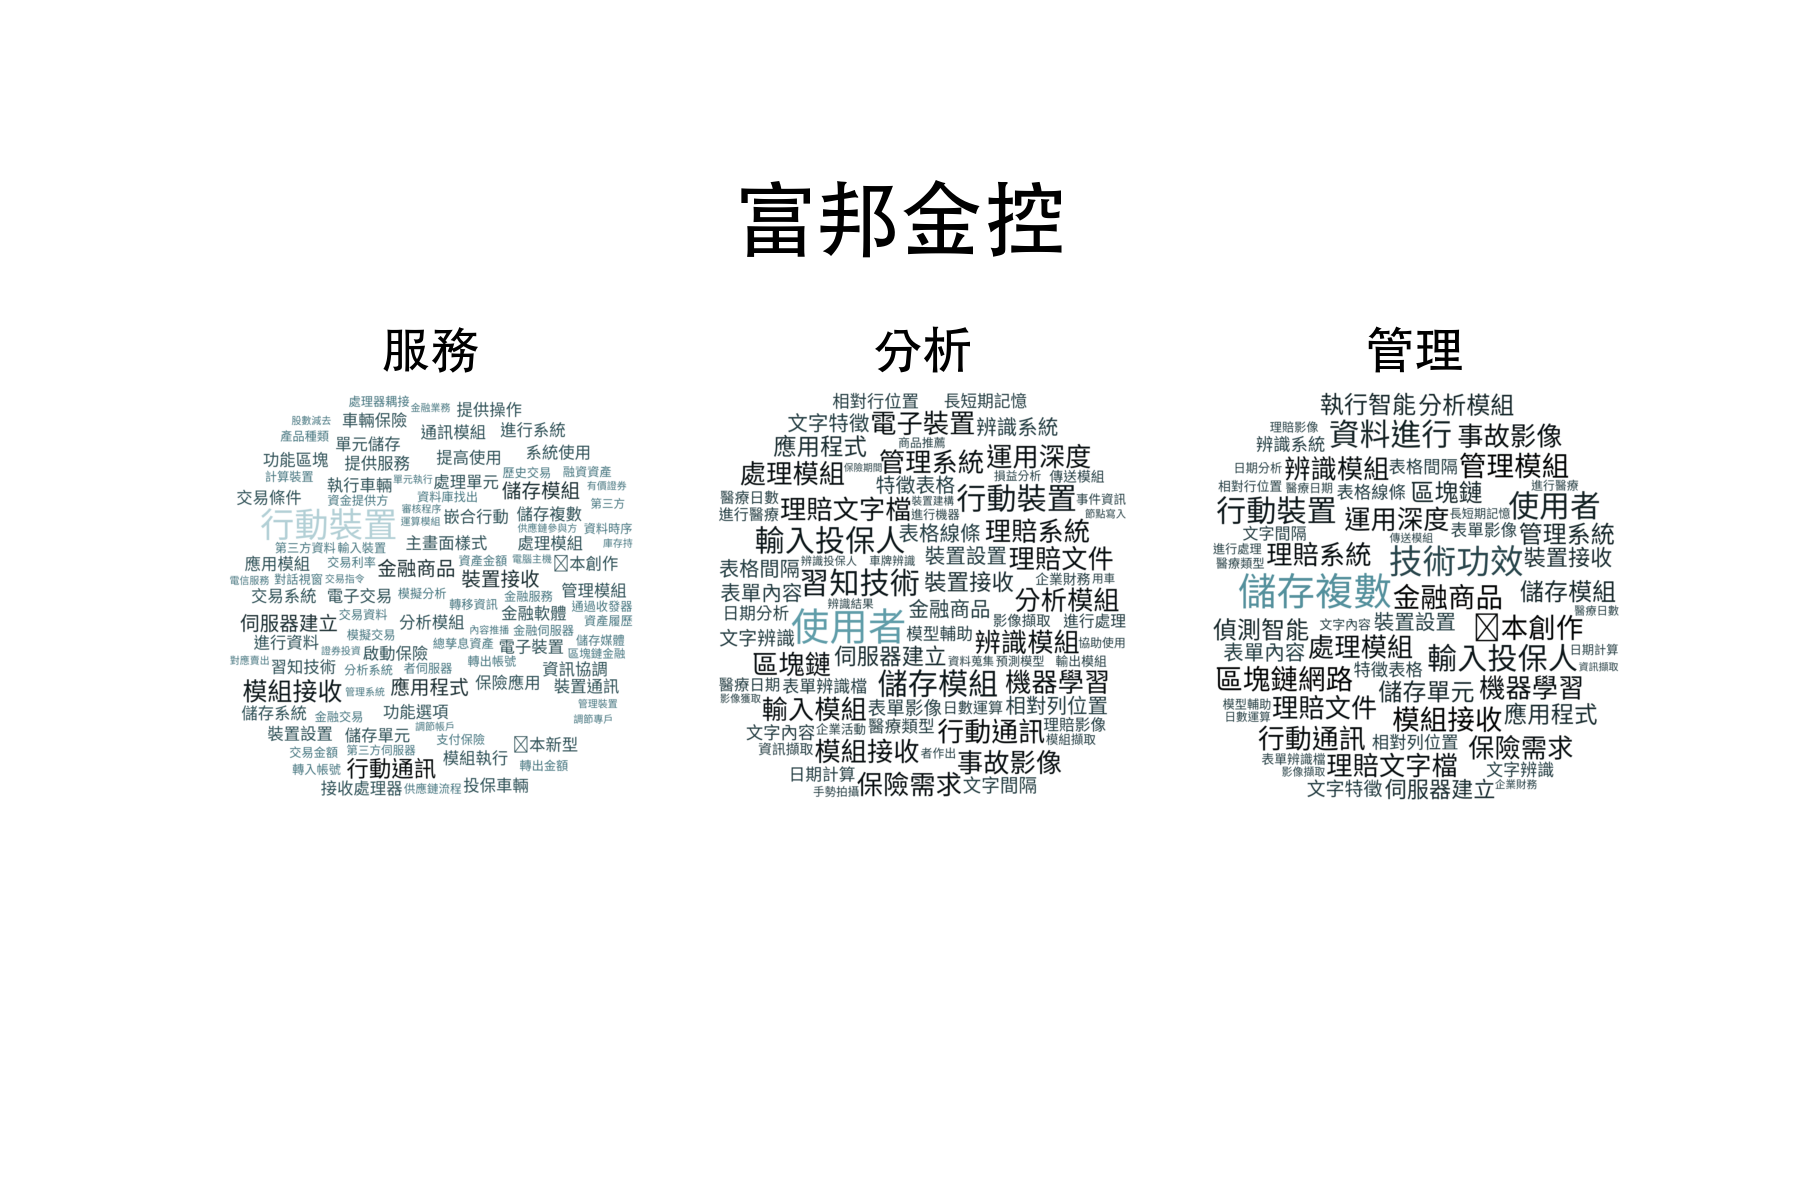 富邦金控
服務
處理器耦接 金融業務 提供操作
股數減去 車輛保險
產品種類 單元儲存 通訊模組 進行系統
功能區塊 提供服務 提高使用 系統使用
計算裝置 執行車輛 單元執行 處理單元 歷史交易 融資資產
交易條件 資金提供方 資料庫找出 儲存模組 有價證券
第三方
行動裝置 審核程序 嵌合行動 儲存複數
運算模組 供應鏈參與方 資料時序
第三方資料 輸入裝置 主畫面樣式 處理模組 庫存持
應用模組 交易利率 金融商品 資產金額 電腦主機 本創作
電信服務 對話視窗 交易指令 裝置接收
交易系統 電子交易 模擬分析 金融服務 管理模組
轉移資訊 通過收發器
伺服器建立 交易資料 分析模組 金融軟體 資產履歷
進行資料 模擬交易 內容推播 金融伺服器
證券投資 啟動保險 總孳息資產 電子裝置 儲存媒體
區塊鏈金融
對應賣出 習知技術 分析系統 者伺服器 轉出帳號 資訊協調
模組接收 管理系統 應用程式 保險應用 裝置通訊
儲存系統 金融交易 功能選項 管理裝置
調節專戶
裝置設置 儲存單元 調節帳戶
交易金額 第三方伺服器 支付保險 本新型
轉入帳號 行動通訊 模組執行 轉出金額
接收處理器 供應鏈流程 投保車輛
分析
相對行位置 長短期記憶
文字特徵 電子裝置 辨識系統
應用程式 商品推薦
處理模組 保險期間 管理系統 運用深度
特徵表格 損益分析 傳送模組
醫療日數 理賠文字檔 裝置建構 行動裝置 事件資訊
進行醫療 進行機器 節點寫入
輸入投保人 表格線條 理賠系統
表格間隔 辨識投保人 車牌辨識 裝置設置 理賠文件
表單內容 習知技術 裝置接收 企業財務 用車
日期分析 辨識結果 金融商品 分析模組
使用者 影像擷取 進行處理
文字辨識 模型輔助 辨識模組 協助使用
區塊鏈 伺服器建立 資料蒐集 預測模型 輸出模組
醫療日期 表單辨識檔 儲存模組 機器學習
影像獲取 輸入模組 表單影像 日數運算 相對列位置
文字內容 企業活動 醫療類型 行動通訊 理賠影像
資訊擷取 模組接收 者作出 模組擷取
日期計算 事故影像
手勢拍攝 保險需求 文字間隔
管理
執行智能 分析模組
理賠影像 資料進行 事故影像
辨識系統
日期分析 辨識模組 表格間隔 管理模組
相對行位置 醫療日期 表格線條 區塊鏈 進行醫療
行動裝置 運用深度 長短期記憶 使用者
文字間隔 傳送模組 表單影像 管理系統
進行處理 理賠系統 技術功效 裝置接收
醫療類型
儲存複數 金融商品 儲存模組
醫療日數
偵測智能 文字內容 裝置設置 本創作
表單內容 處理模組 輸入投保人 日期計算
區塊鏈網路 特徵表格 資訊擷取
儲存單元 機器學習
模型輔助 理賠文件 模組接收 應用程式
日數運算
行動通訊 相對列位置 保險需求
表單辨識檔 理賠文字檔 文字辨識
影像擷取
文字特徵 伺服器建立 企業財務